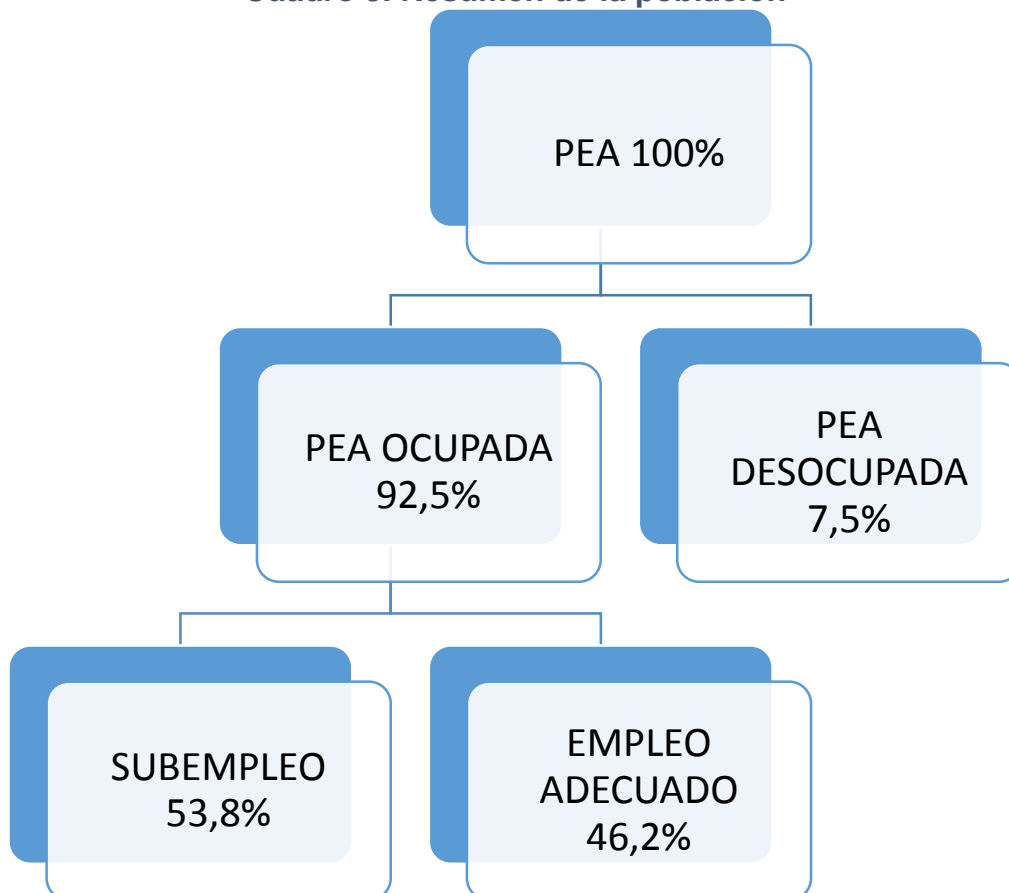 PEA 100%
PEA OCUPADA
92,5%
PEA
DESOCUPADA
7,5%
SUBEMPLEO
53,8%
EMPLEO
ADECUADO
46,2%